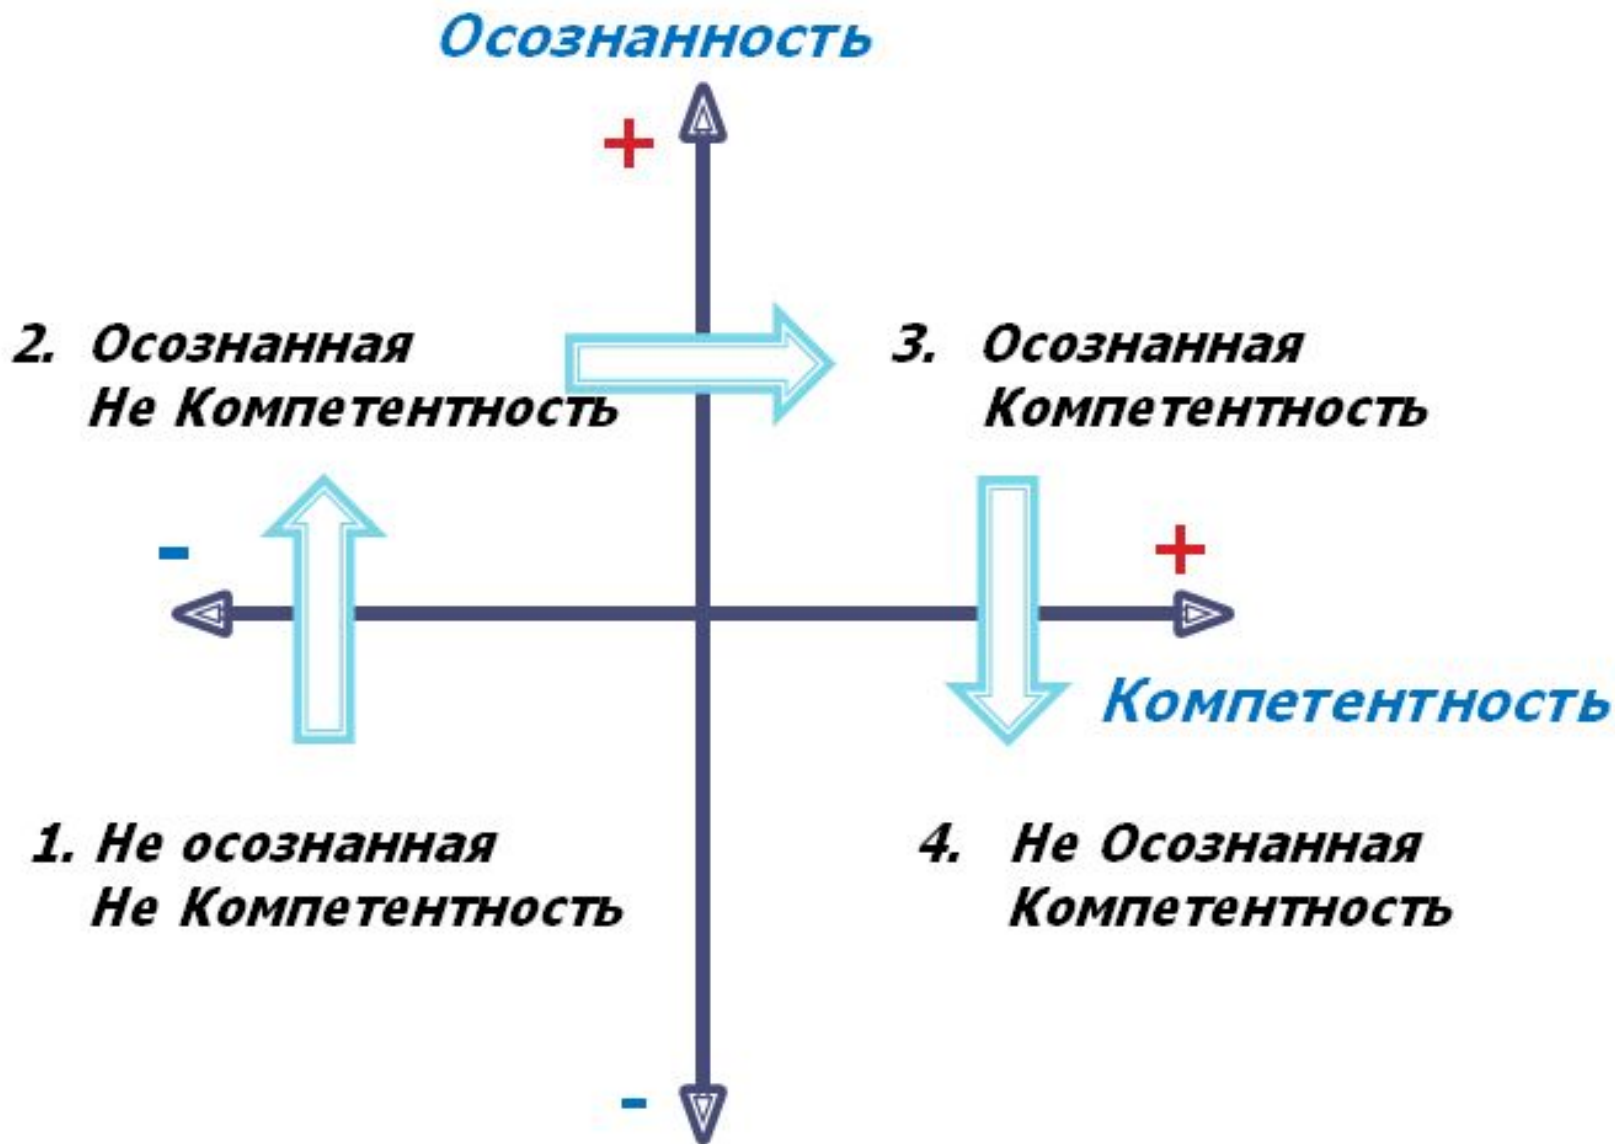 Осознанность
+
2. Осознанная
Не Компетентность
3. Осознанная
Компетентность
-
+
Компетентность
1. Не осознанная
Не Компетентность
4. Не Осознанная
Компетентность
-